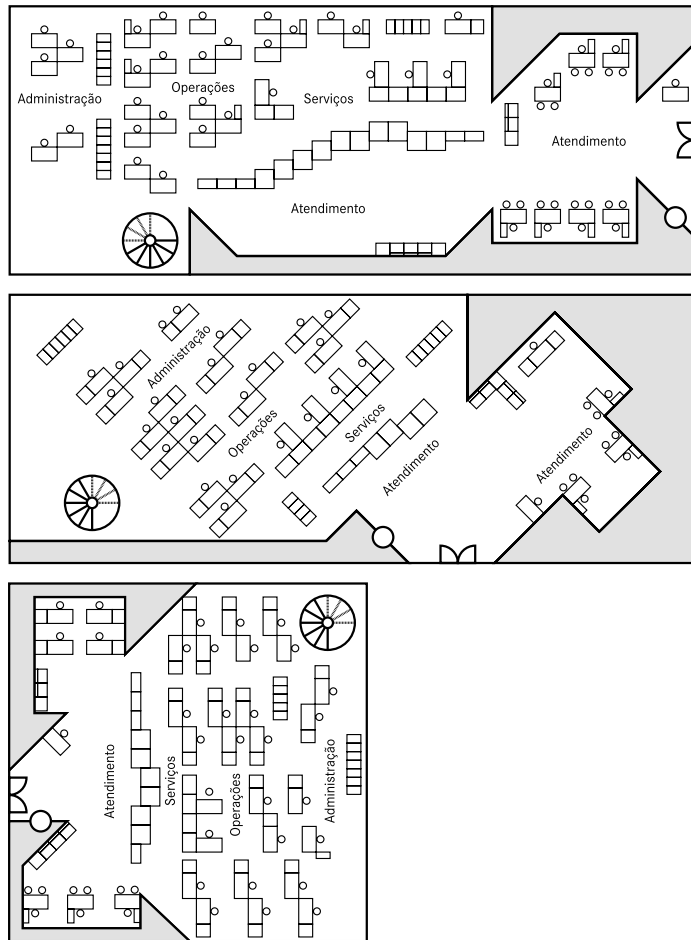 Administração
Operações
Serviços
Atendimento
Atendimento
Administração
Operações
Serviços
Atendimento
Atendimento
Atendimento
Serviços
Operações
Administração